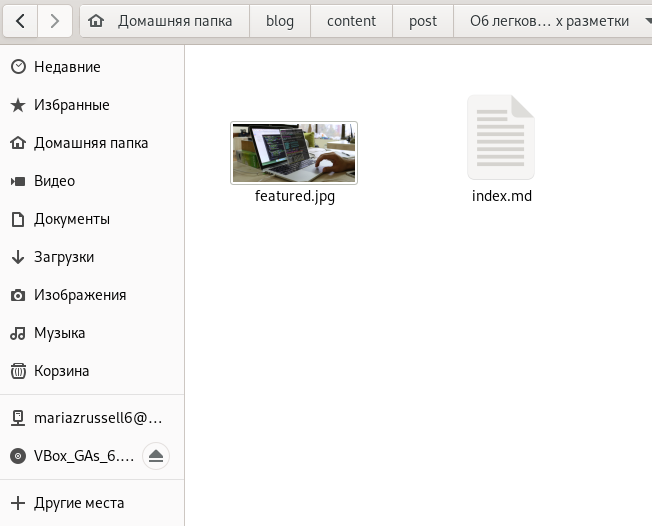 Домашняя папка blog content post Об легков… х разметки
Недавние
Избранные
Домашняя папка
Видео
Документы
Загрузки
Изображения
Музыка
Корзина
mariazrussell6@…
VBox_GAs_6.…
Другие места
featured.jpg
index.md